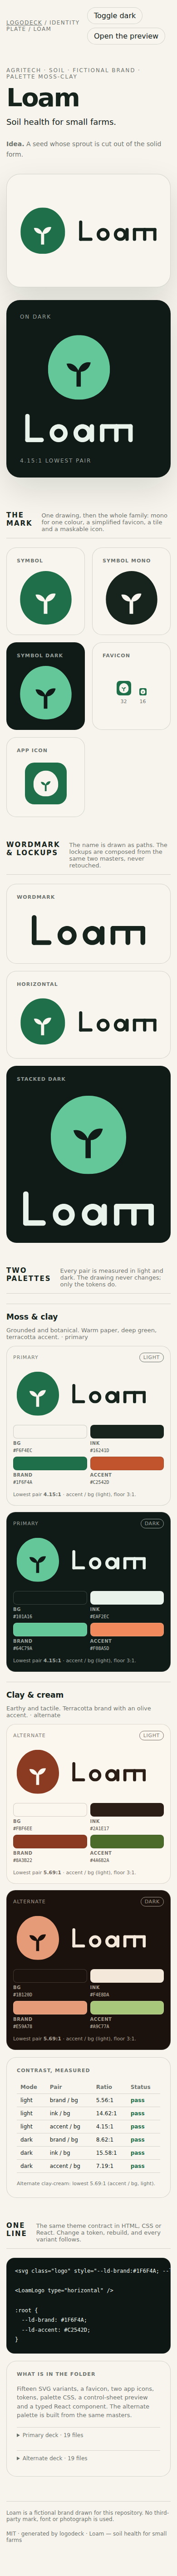 LOGODECK / IDENTITY
PLATE / LOAM
Toggle dark
Open the preview
AGRITECH · SOIL · FICTIONAL BRAND ·
PALETTE MOSS-CLAY
Loam
Soil health for small farms.
Idea. A seed whose sprout is cut out of the solid
form.
Loam
ON DARK
Loam
4.15:1 LOWEST PAIR
THE
MARK
One drawing, then the whole family: mono
for one colour, a simplified favicon, a tile
and a maskable icon.
SYMBOL
SYMBOL MONO
SYMBOL DARK
FAVICON
32
16
APP ICON
WORDMARK
& LOCKUPS
The name is drawn as paths. The
lockups are composed from the
same two masters, never
retouched.
WORDMARK
Loam
HORIZONTAL
Loam
STACKED DARK
Loam
TWO
PALETTES
Every pair is measured in light and
dark. The drawing never changes;
only the tokens do.
Moss & clay
Grounded and botanical. Warm paper, deep green,
terracotta accent. · primary
PRIMARY
LIGHT
Loam
BG
#F6F4EC
INK
#16241D
BRAND
#1F6F4A
ACCENT
#C2542D
Lowest pair 4.15:1 · accent / bg (light), floor 3:1.
PRIMARY
DARK
Loam
BG
#101A16
INK
#EAF2EC
BRAND
#64C79A
ACCENT
#F08A5D
Lowest pair 4.15:1 · accent / bg (light), floor 3:1.
Clay & cream
Earthy and tactile. Terracotta brand with an olive
accent. · alternate
ALTERNATE
LIGHT
Loam
BG
#FBF6EE
INK
#2A1E17
BRAND
#8A3B22
ACCENT
#4A6B2A
Lowest pair 5.69:1 · accent / bg (light), floor 3:1.
ALTERNATE
DARK
Loam
BG
#1B120D
INK
#F4E8DA
BRAND
#E59A78
ACCENT
#A9C77A
Lowest pair 5.69:1 · accent / bg (light), floor 3:1.
CONTRAST, MEASURED
Mode Pair Ratio Status
light brand / bg 5.56:1 pass
light ink / bg 14.62:1 pass
light accent / bg 4.15:1 pass
dark brand / bg 8.62:1 pass
dark ink / bg 15.58:1 pass
dark accent / bg 7.19:1 pass
Alternate clay-cream: lowest 5.69:1 (accent / bg, light).
ONE
LINE
The same theme contract in HTML, CSS or
React. Change a token, rebuild, and every
variant follows.
<svg class="logo" style="--ld-brand:#1F6F4A; --
<LoamLogo type="horizontal" />
:root {
--ld-brand: #1F6F4A;
--ld-accent: #C2542D;
}
WHAT IS IN THE FOLDER
Fifteen SVG variants, a favicon, two app icons,
tokens, palette CSS, a control-sheet preview
and a typed React component. The alternate
palette is built from the same masters.
▸ Primary deck · 19 files
▸ Alternate deck · 19 files
Loam is a fictional brand drawn for this repository. No third-
party mark, font or photograph is used.
MIT · generated by logodeck · Loam — soil health for small
farms